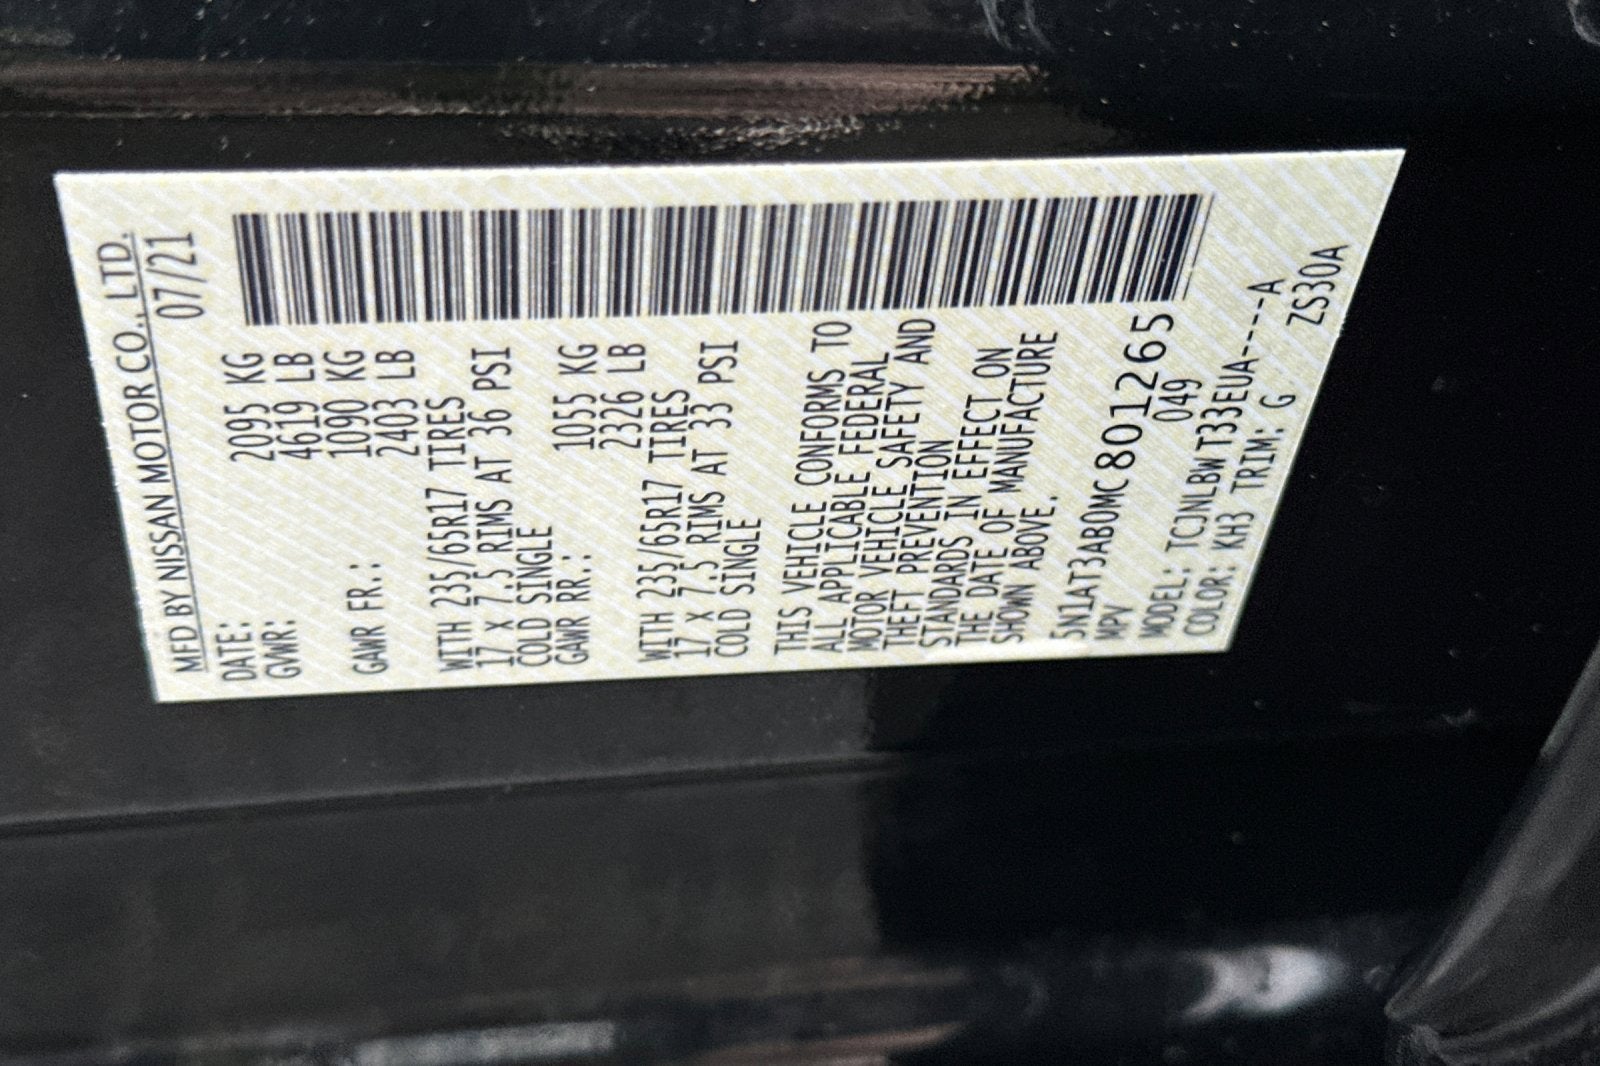 MFD BY NISSAN MOTOR CO., LTD.
DATE: 07/21
GWR: 2095 KG
4619 LB
GAWR FR.: 1090 KG
2403 LB
WITH 235/65R17 TIRES
17 X 7.5 RIMS AT 36 PSI
COLD SINGLE
GAWR RR.: 1055 KG
2326 LB
WITH 235/65R17 TIRES
17 X 7.5 RIMS AT 33 PSI
COLD SINGLE
THIS VEHICLE CONFORMS TO
ALL APPLICABLE FEDERAL
MOTOR VEHICLE SAFETY AND
THEFT PREVENTION
STANDARDS IN EFFECT ON
THE DATE OF MANUFACTURE
SHOWN ABOVE.
5N1AT3AB0MC801265
MPV 049
MODEL: TCJNLBWT33EUA-----A
COLOR: KH3 TRIM: G ZS30A